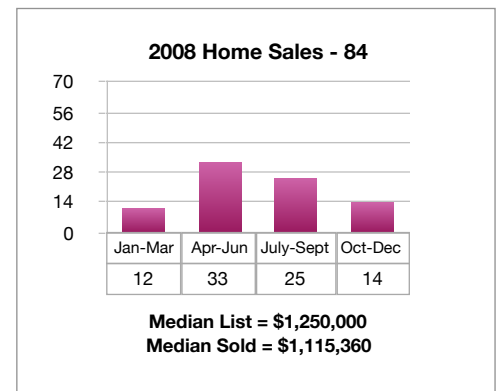 2008 Home Sales - 84
70
56
42
28
14
0
Jan-Mar Apr-Jun July-Sept Oct-Dec
12 33 25 14
Median List = $1,250,000
Median Sold = $1,115,360